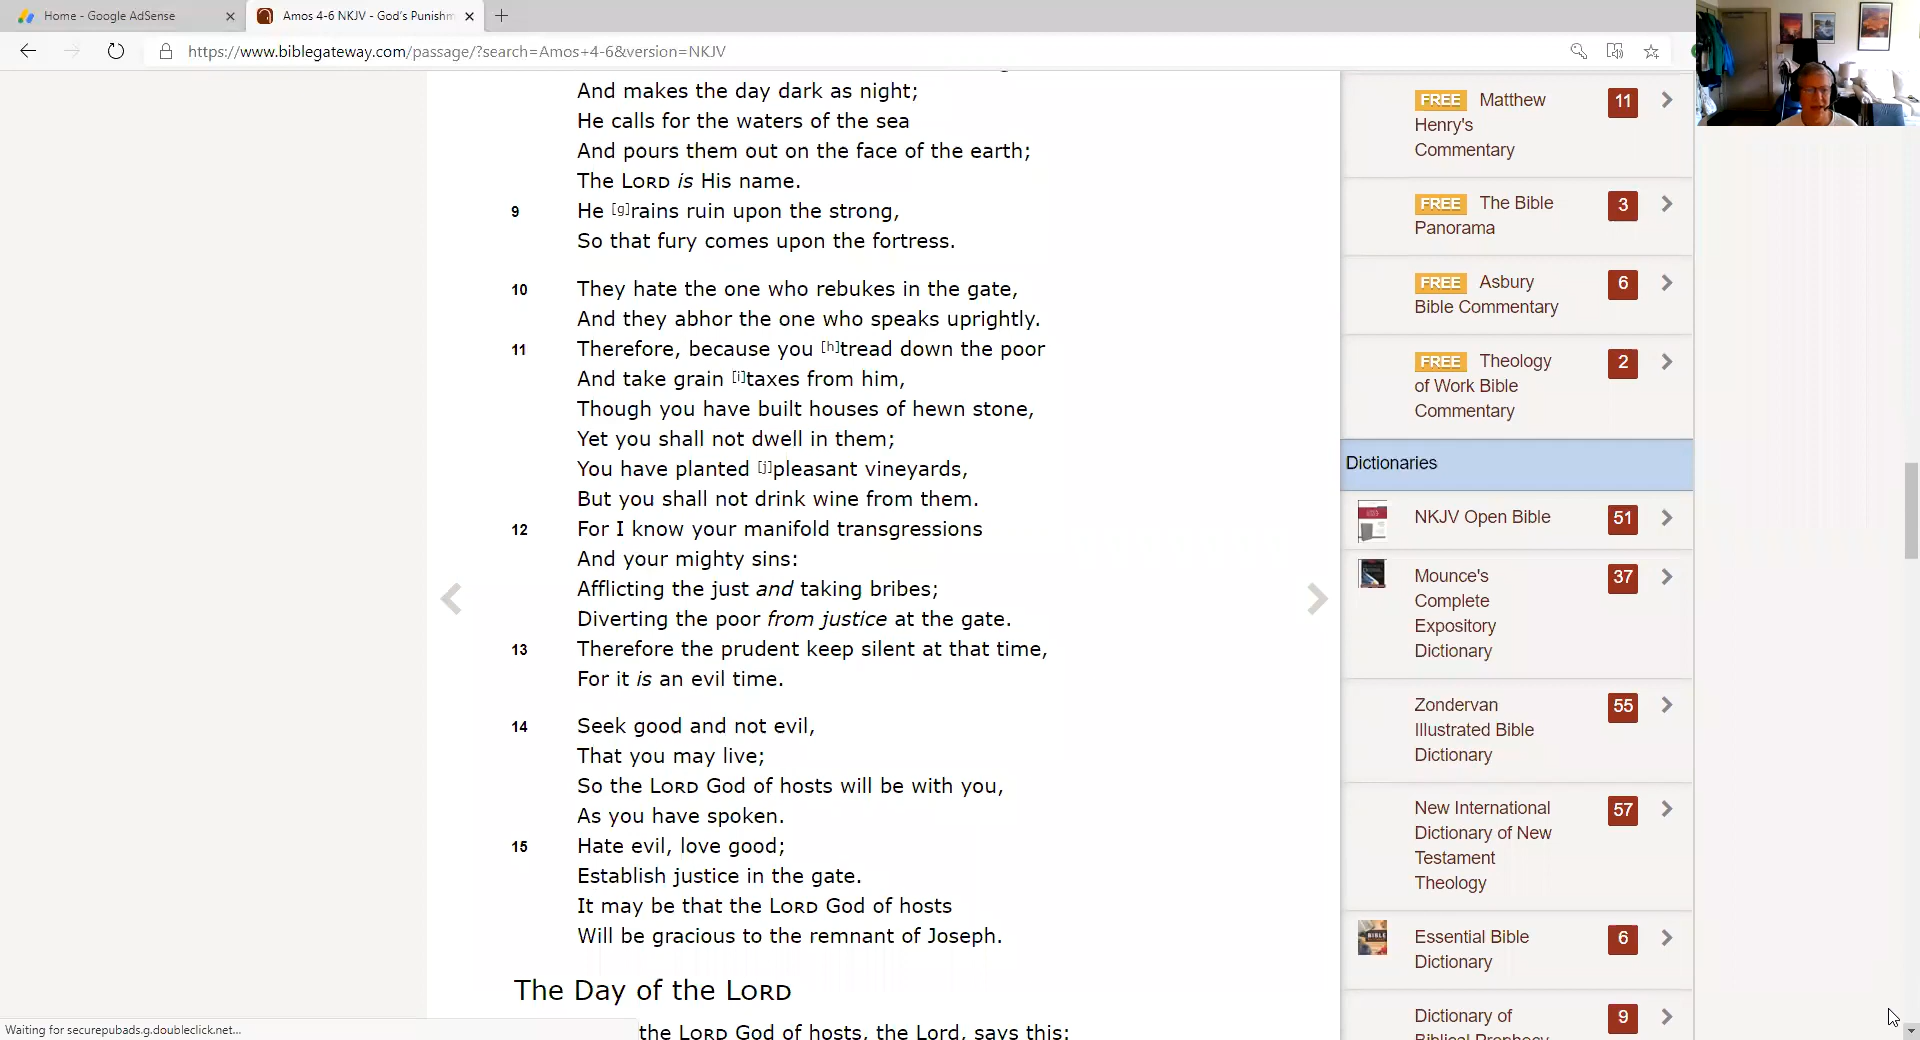 Home - Google AdSense
Amos 4-6 NKJV - God's Punishm
https://www.biblegateway.com/passage/?search=Amos+4-6&version=NKJV
And makes the day dark as night;
He calls for the waters of the sea
And pours them out on the face of the earth;
The LORD is His name.
9 He [g]rains ruin upon the strong,
So that fury comes upon the fortress.
10 They hate the one who rebukes in the gate,
And they abhor the one who speaks uprightly.
11 Therefore, because you [h]tread down the poor
And take grain [i]taxes from him,
Though you have built houses of hewn stone,
Yet you shall not dwell in them;
You have planted [j]pleasant vineyards,
But you shall not drink wine from them.
12 For I know your manifold transgressions
And your mighty sins:
Afflicting the just and taking bribes;
Diverting the poor from justice at the gate.
13 Therefore the prudent keep silent at that time,
For it is an evil time.
14 Seek good and not evil,
That you may live;
So the LORD God of hosts will be with you,
As you have spoken.
15 Hate evil, love good;
Establish justice in the gate.
It may be that the LORD God of hosts
Will be gracious to the remnant of Joseph.
The Day of the LORD
the LORD God of hosts, the Lord, says this:
Waiting for securepubads.g.doubleclick.net...
FREE Matthew 11
Henry's
Commentary
FREE The Bible 3
Panorama
FREE Asbury 6
Bible Commentary
FREE Theology 2
of Work Bible
Commentary
Dictionaries
NKJV Open Bible 51
Mounce's 37
Complete
Expository
Dictionary
Zondervan 55
Illustrated Bible
Dictionary
New International 57
Dictionary of New
Testament
Theology
Essential Bible 6
Dictionary
Dictionary of 9
Biblical Prophecy